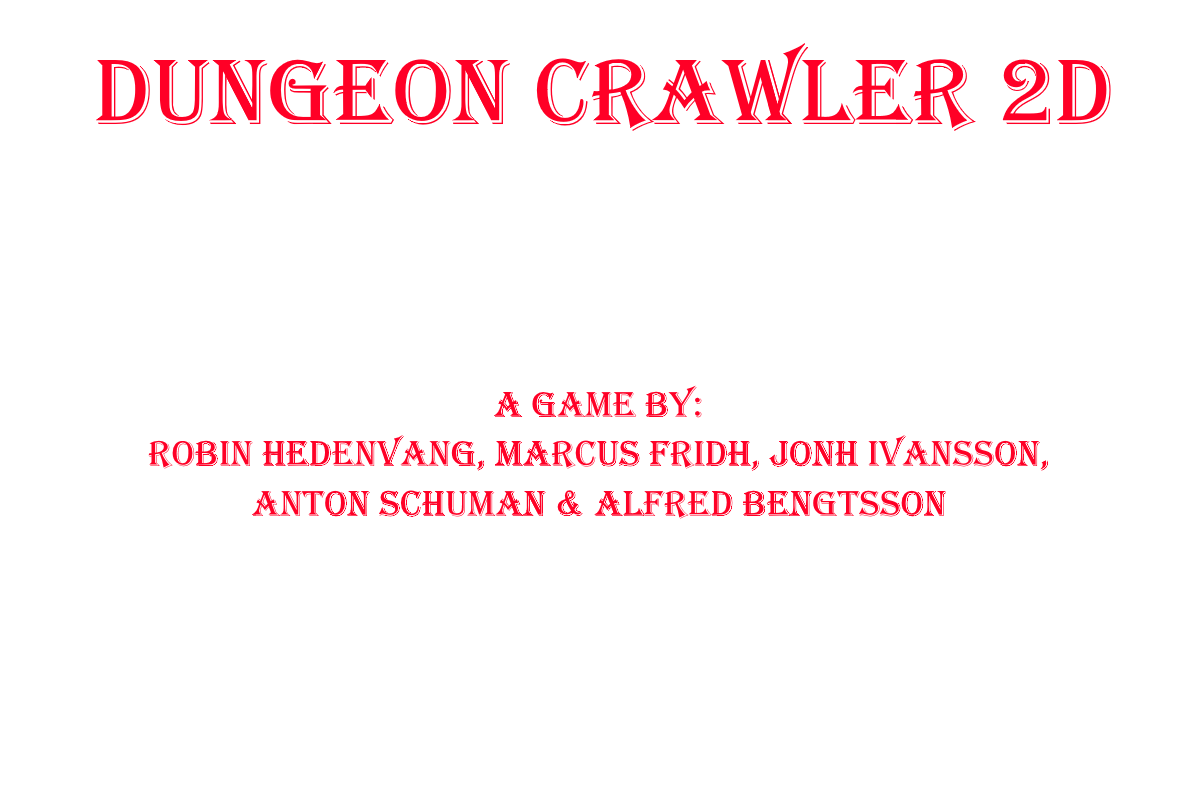 DUNGEON CRAWLER 2D
A GAME BY:
ROBIN HEDENVANG, MARCUS FRIDH, JONH IVANSSON,
ANTON SCHUMAN & ALFRED BENGTSSON